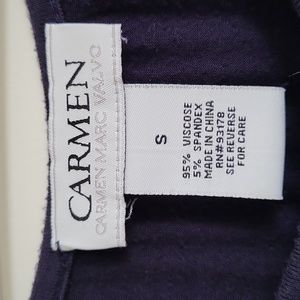 CARMEN
CARMEN MARC VALVO
S
95% VISCOSE
5% SPANDEX
MADE IN CHINA
RN#93178
SEE REVERSE
FOR CARE